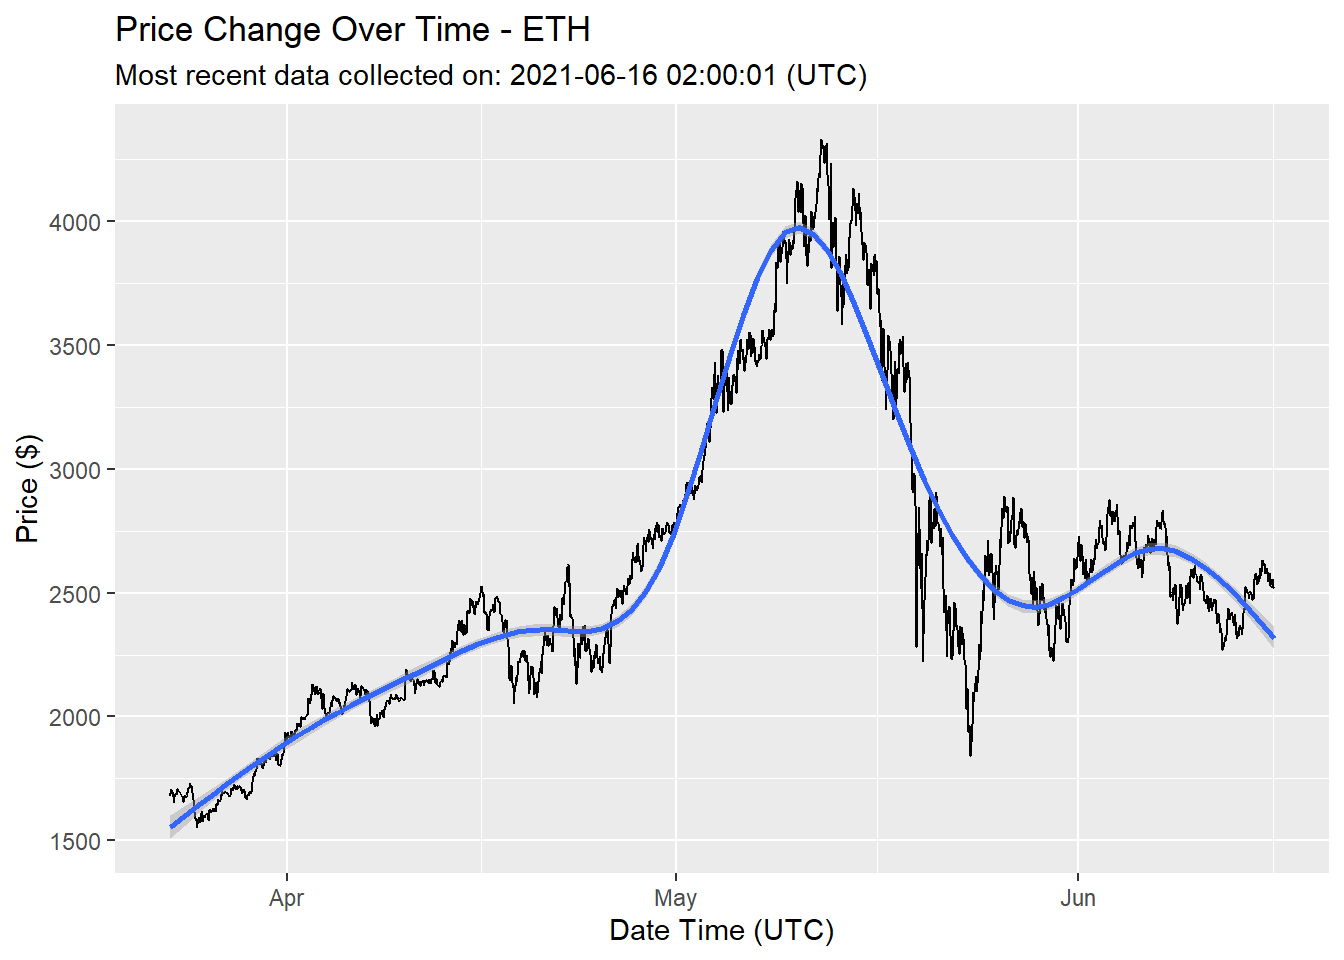 Price Change Over Time - ETH
Most recent data collected on: 2021-06-16 02:00:01 (UTC)
Price ($)
4000
3500
3000
2500
2000
1500
Apr May Jun
Date Time (UTC)